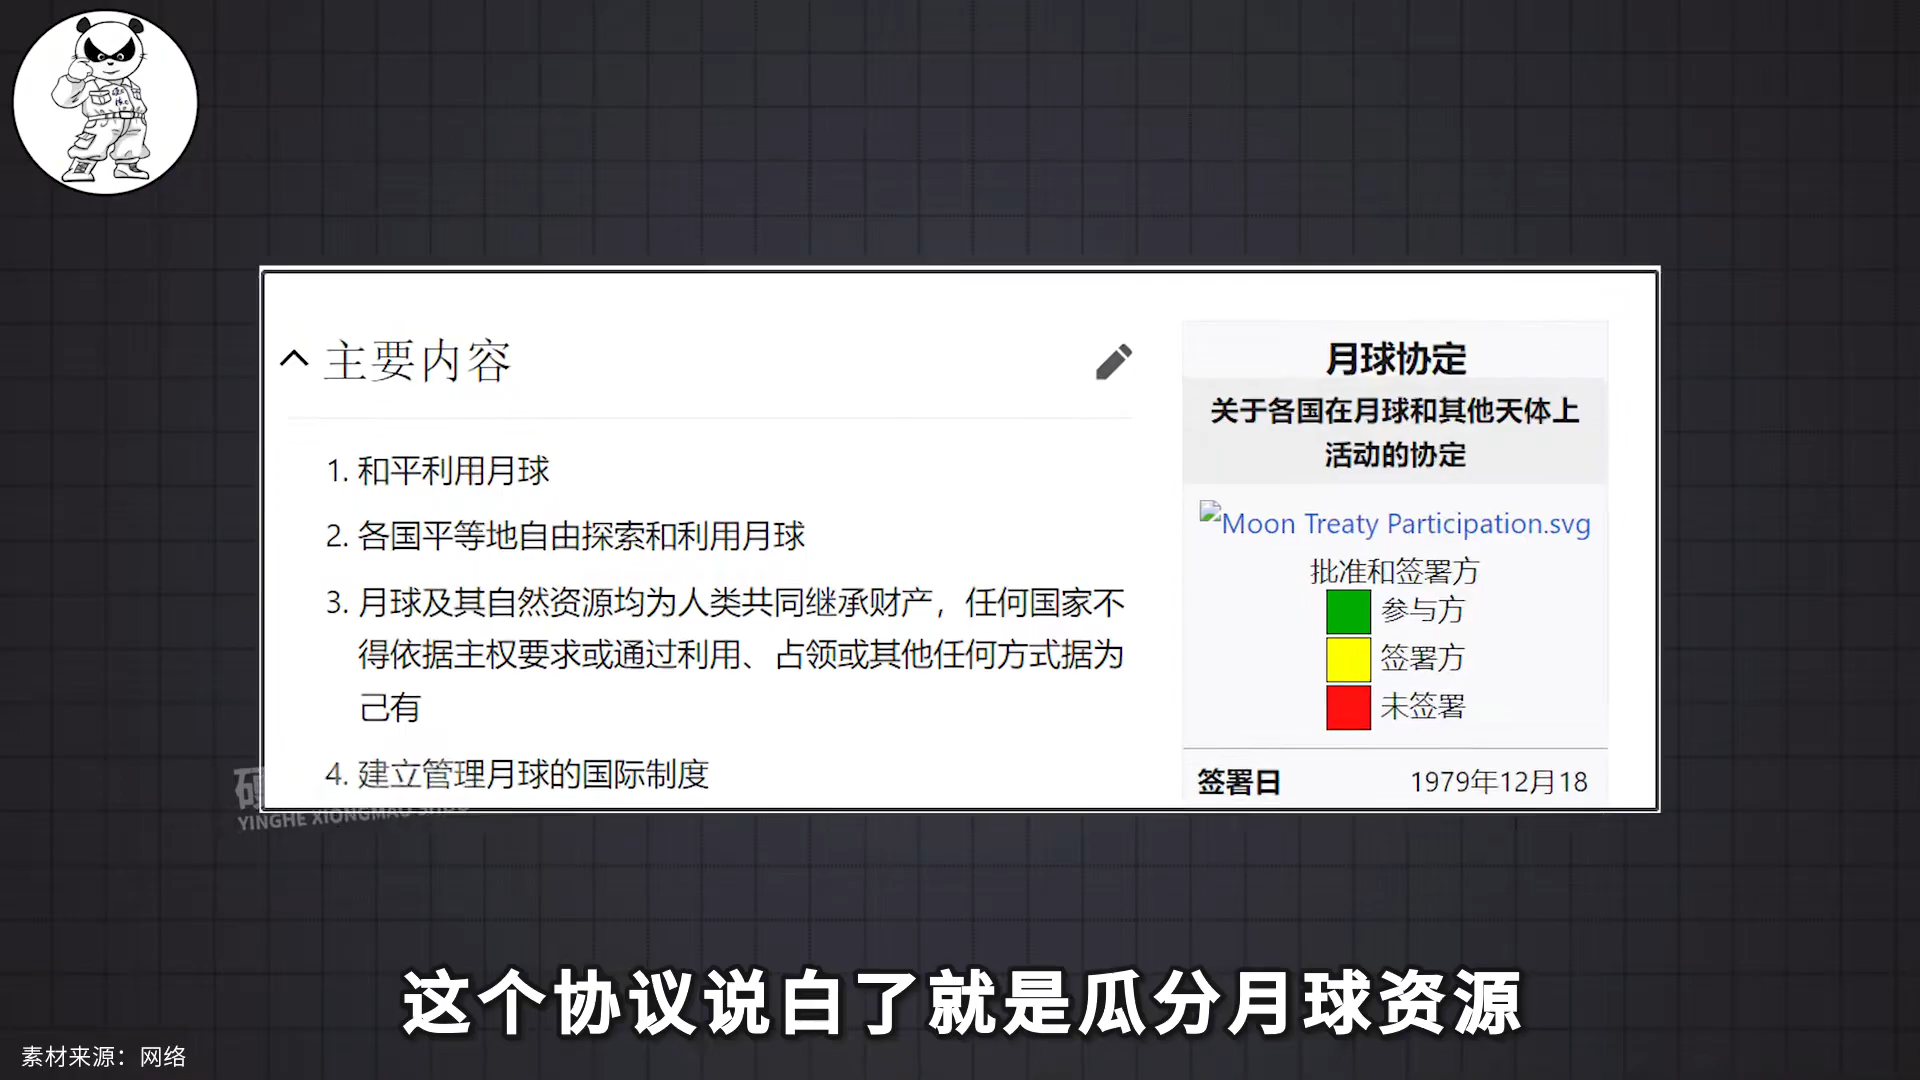 主要内容
1. 和平利用月球
2. 各国平等地自由探索和利用月球
3. 月球及其自然资源均为人类共同继承财产，任何国家不
得依据主权要求或通过利用、占领或其他任何方式据为
己有
4. 建立管理月球的国际制度
月球协定
关于各国在月球和其他天体上
活动的协定
Moon Treaty Participation.svg
批准和签署方
参与方
签署方
未签署
签署日 1979年12月18
YINGHE XIONGMAO
这个协议说白了就是瓜分月球资源
素材来源：网络